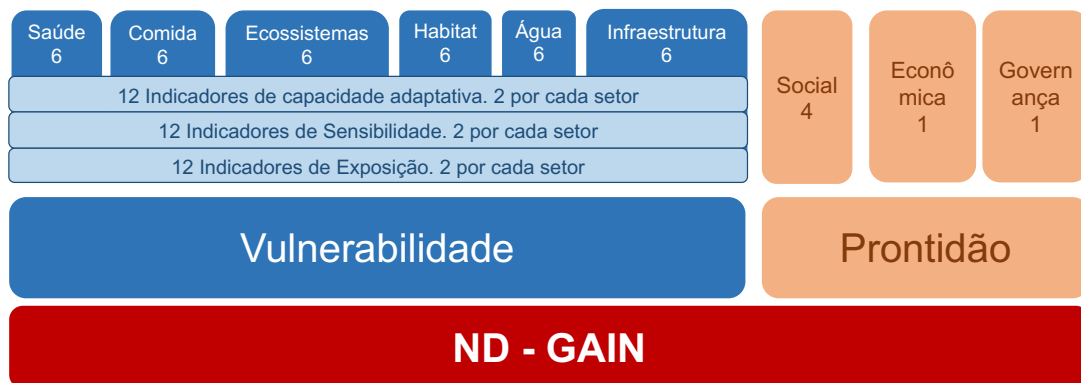 Saúde
6
Comida
6
Ecossistemas
6
Habitat
6
Água
6
Infraestrutura
6
12 Indicadores de capacidade adaptativa. 2 por cada setor
12 Indicadores de Sensibilidade. 2 por cada setor
12 Indicadores de Exposição. 2 por cada setor
Social
4
Econô
mica
1
Govern
ança
1
Vulnerabilidade
Prontidão
ND - GAIN